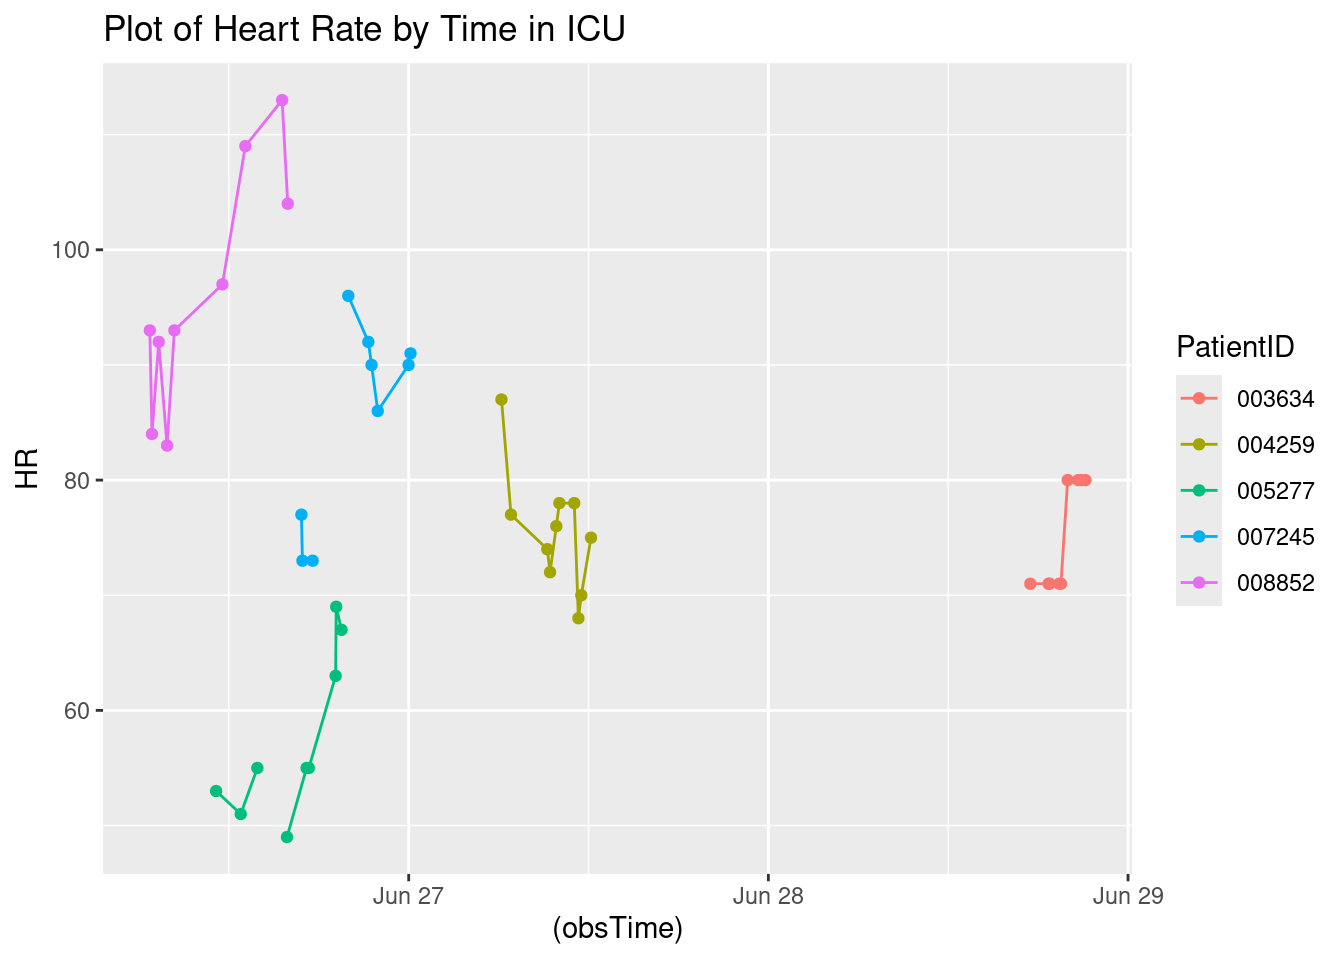 Plot of Heart Rate by Time in ICU
HR
100
80
60
Jun 27
Jun 28
Jun 29
(obsTime)
PatientID
003634
004259
005277
007245
008852